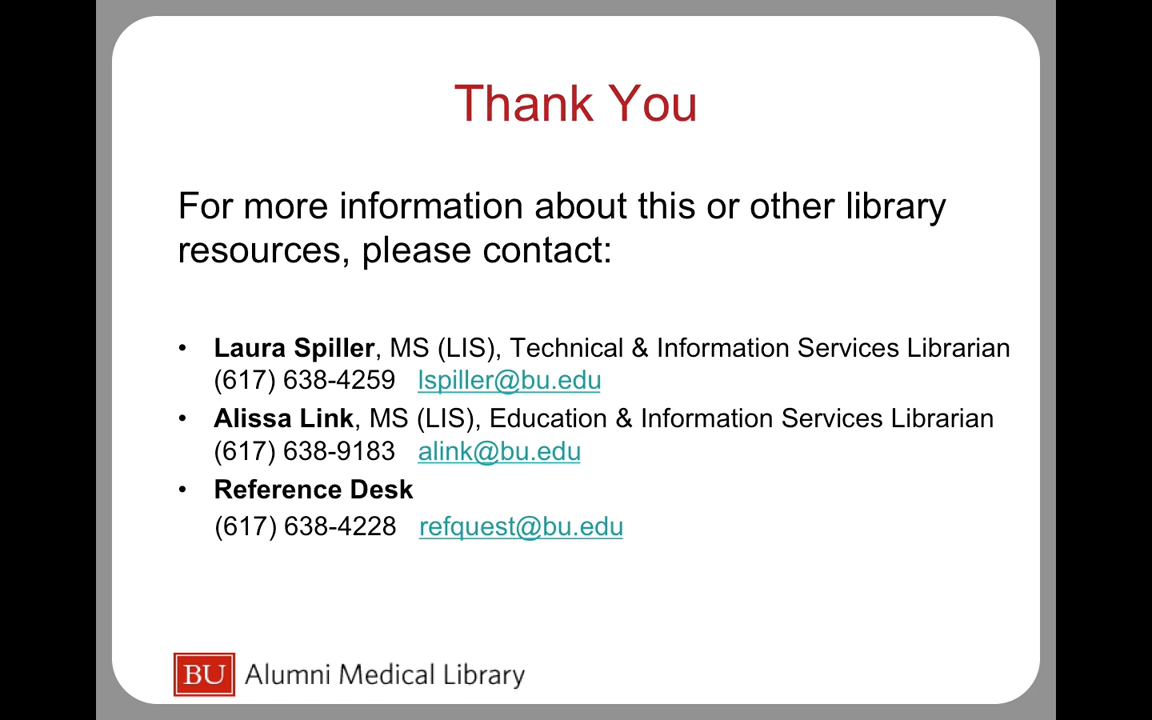 Thank You
For more information about this or other library
resources, please contact:
• Laura Spiller, MS (LIS), Technical & Information Services Librarian
(617) 638-4259 lspiller@bu.edu
• Alissa Link, MS (LIS), Education & Information Services Librarian
(617) 638-9183 alink@bu.edu
• Reference Desk
(617) 638-4228 refquest@bu.edu
BU Alumni Medical Library